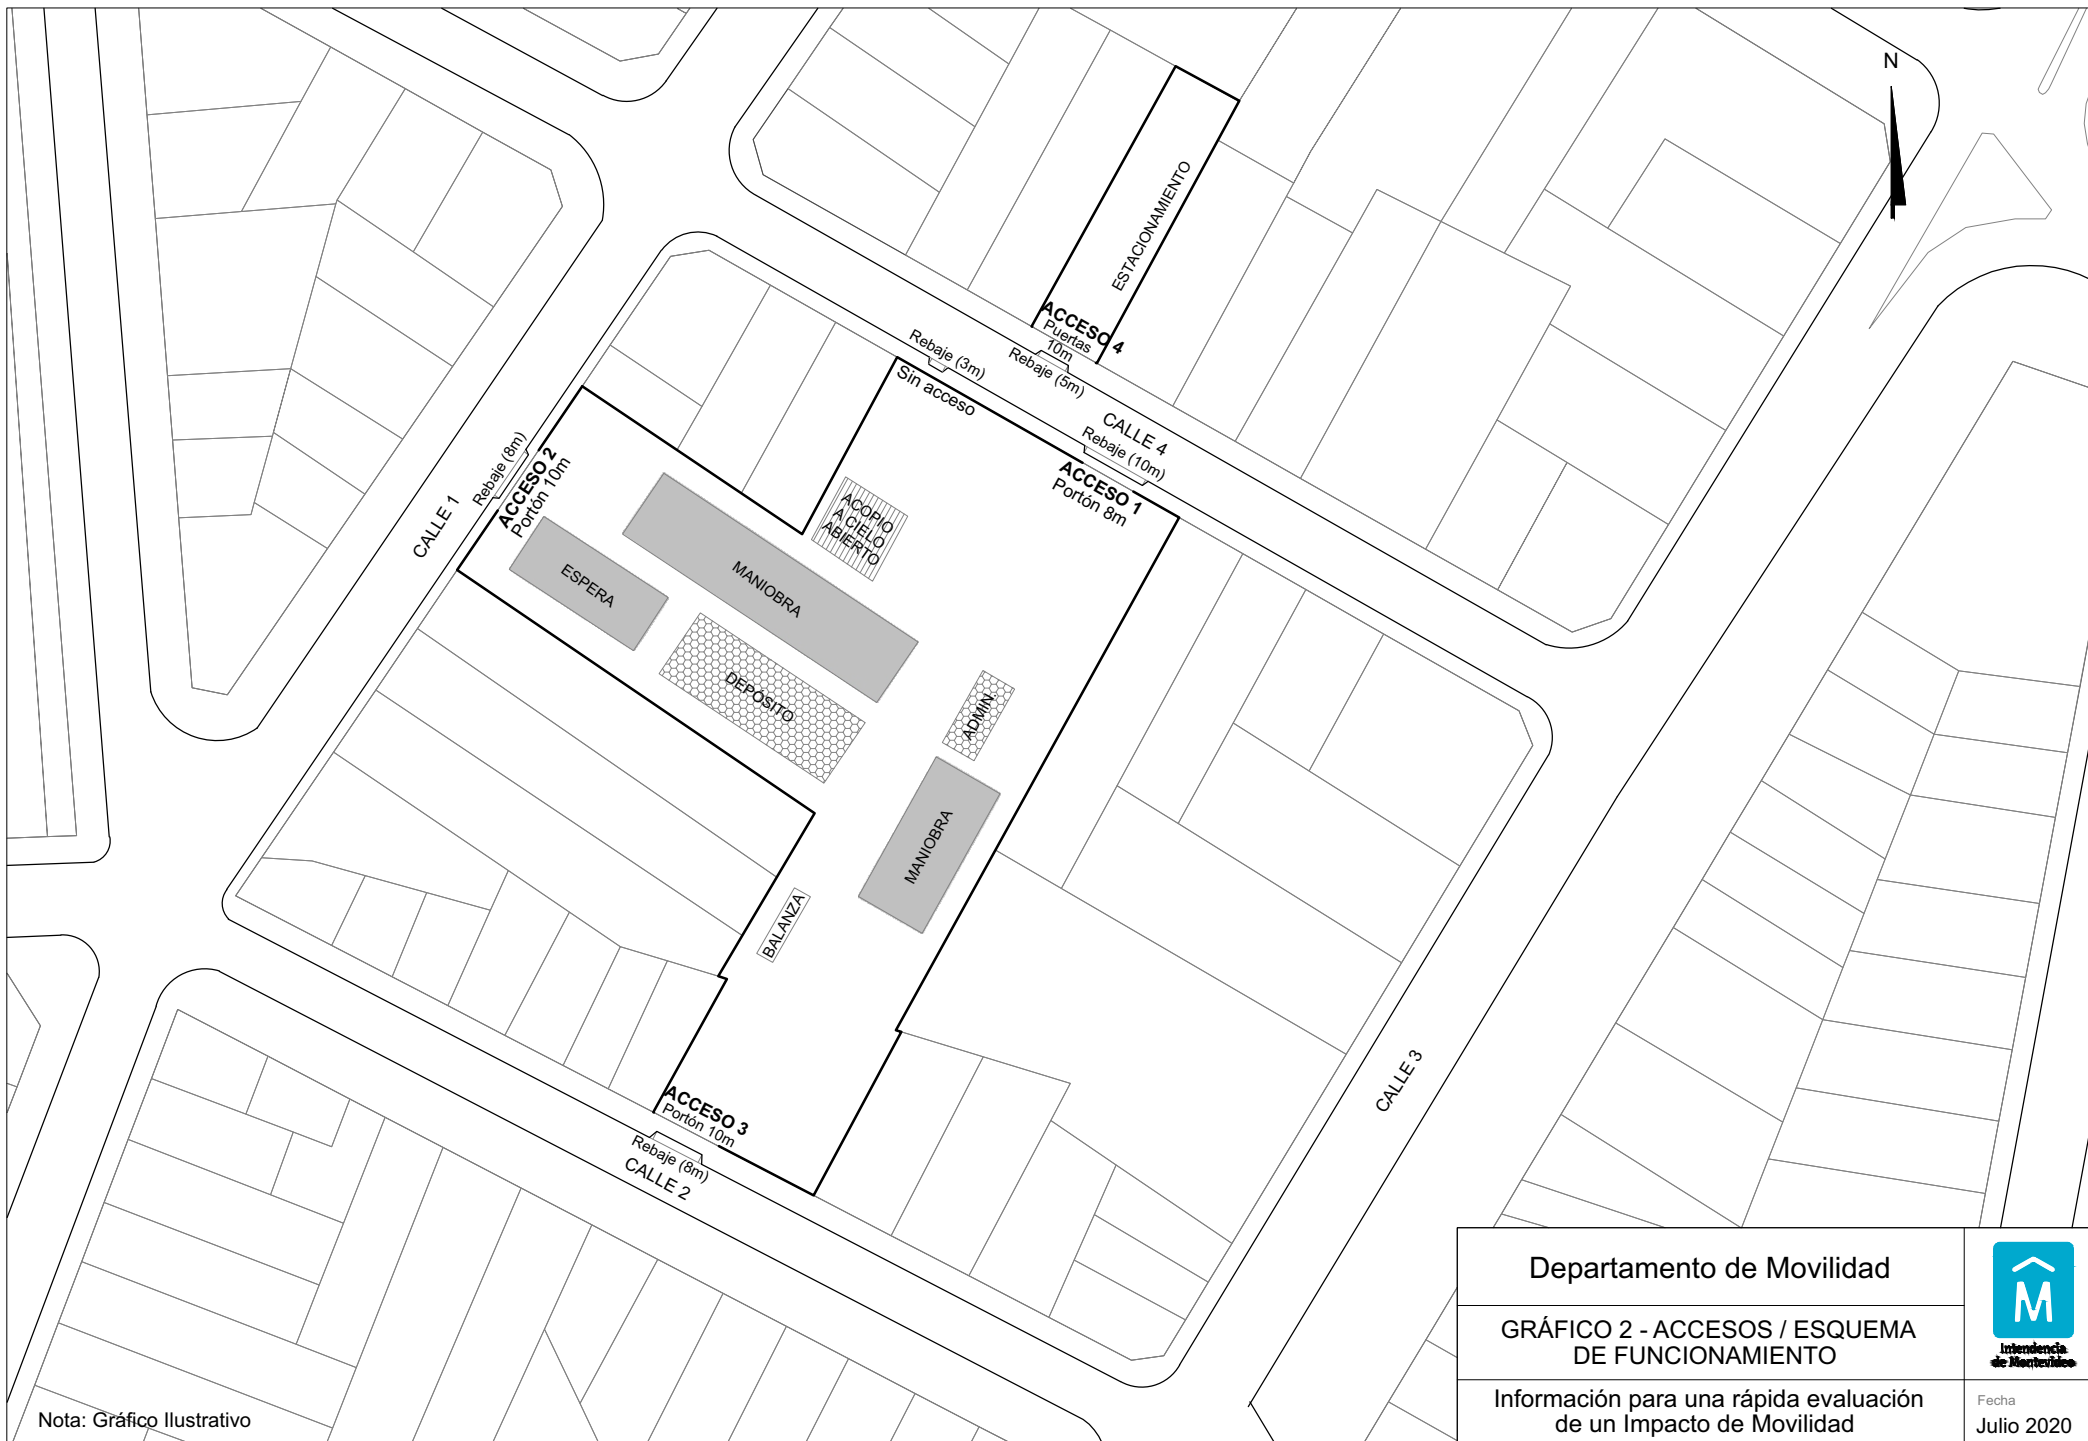 N
ESTACIONAMIENTO
ACCESO 4
Puertas
10m
Rebaje (5m)
Rebaje (3m)
Sin acceso
CALLE 4
Rebaje (10m)
ACCESO 1
Portón 8m
CALLE 1
Rebaje (8m)
ACCESO 2
Portón 10m
ACOPIO
A CIELO
ABIERTO
MANIOBRA
ESPERA
DEPÓSITO
ADMIN.
MANIOBRA
BALANZA
CALLE 3
ACCESO 3
Portón 10m
Rebaje (8m)
CALLE 2
Departamento de Movilidad
GRÁFICO 2 - ACCESOS / ESQUEMA
DE FUNCIONAMIENTO
Información para una rápida evaluación
de un Impacto de Movilidad
M
Intendencia
de Montevideo
Fecha
Julio 2020
Nota: Gráfico Ilustrativo